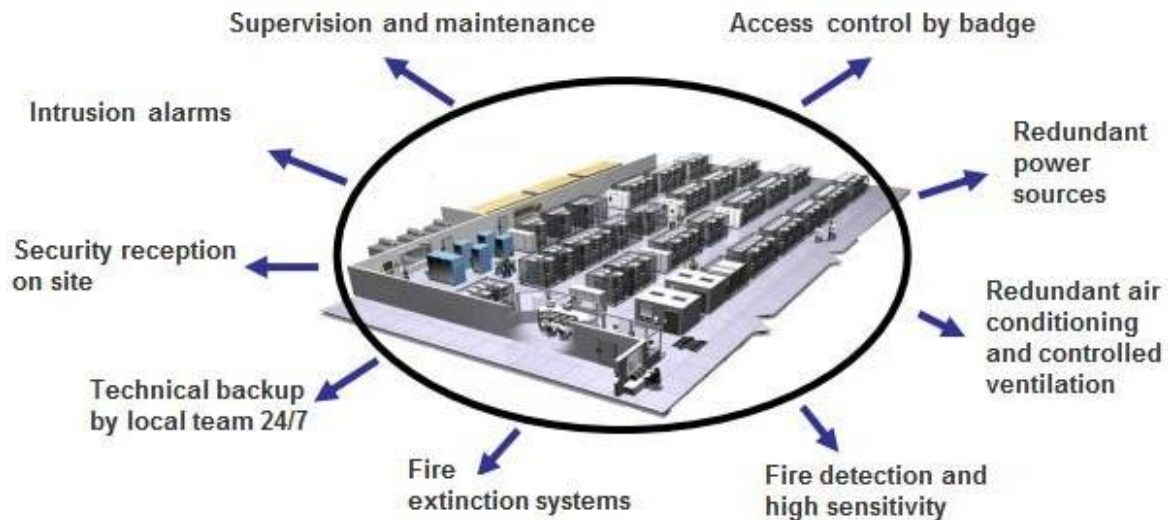 Supervision and maintenance
Access control by badge
Intrusion alarms
Redundant
power
sources
Security reception
on site
Redundant air
conditioning
and controlled
ventilation
Technical backup
by local team 24/7
Fire
extinction systems
Fire detection and
high sensitivity